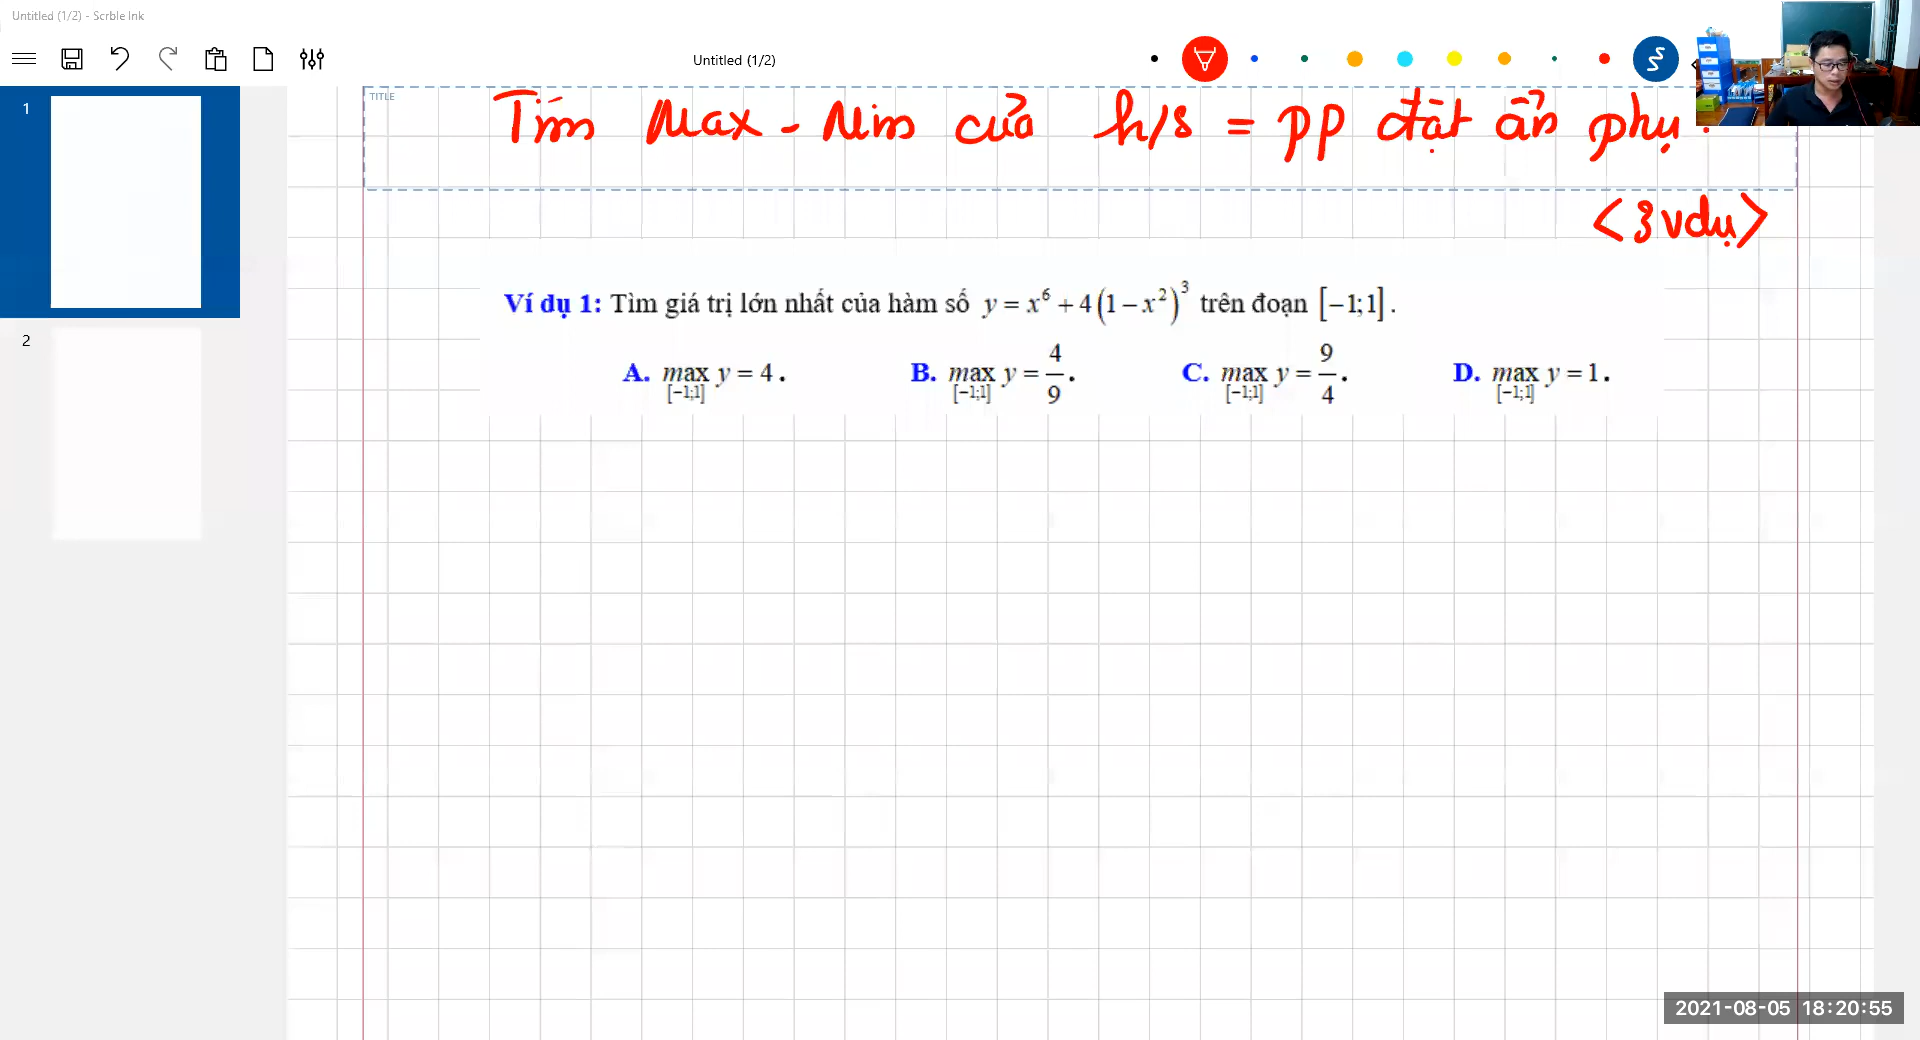 Untitled (1/2) - Scrble Ink
Untitled (1/2)
1
2
TITLE
Tìm Max - Min của h/s = pp đặt ẩn phụ.
<3 vdụ>
Ví dụ 1: Tìm giá trị lớn nhất của hàm số y = x⁶ + 4(1 − x²)³ trên đoạn [−1;1].
A. max y = 4. B. max y = 4/9. C. max y = 9/4. D. max y = 1.
[−1;1] [−1;1] [−1;1] [−1;1]
2021-08-05 18:20:55